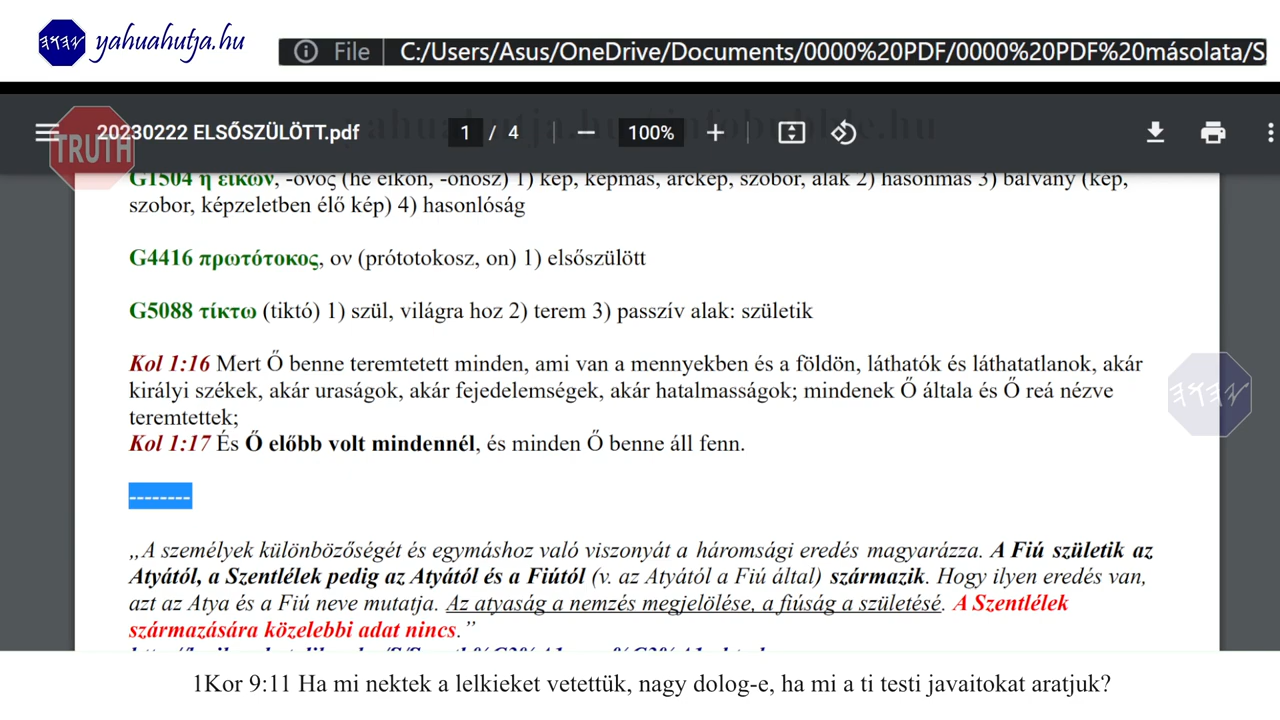 yahuahutja.hu
File C:/Users/Asus/OneDrive/Documents/0000%20PDF/0000%20PDF%20másolata/S
20230222 ELSŐSZÜLÖTT.pdf 1 / 4 100%
TRUTH
G1504 η εικων, -ονος (he eikón, -onosz) 1) kép, képmás, arckép, szobor, alak 2) hasonmás 3) bálvány (kép,
szobor, képzeletben élő kép) 4) hasonlóság
G4416 πρωτότοκος, ον (prótotokosz, on) 1) elsőszülött
G5088 τίκτω (tiktó) 1) szül, világra hoz 2) terem 3) passzív alak: születik
Kol 1:16 Mert Ő benne teremtetett minden, ami van a mennyekben és a földön, láthatók és láthatatlanok, akár
királyi székek, akár uraságok, akár fejedelemségek, akár hatalmasságok; mindenek Ő általa és Ő reá nézve
teremtettek;
Kol 1:17 És Ő előbb volt mindennél, és minden Ő benne áll fenn.
--------
„A személyek különbözőségét és egymáshoz való viszonyát a háromsági eredés magyarázza. A Fiú születik az
Atyától, a Szentlélek pedig az Atyától és a Fiútól (v. az Atyától a Fiú által) származik. Hogy ilyen eredés van,
azt az Atya és a Fiú neve mutatja. Az atyaság a nemzés megjelölése, a fiúság a születésé. A Szentlélek
származására közelebbi adat nincs.”
1Kor 9:11 Ha mi nektek a lelkieket vetettük, nagy dolog-e, ha mi a ti testi javaitokat aratjuk?